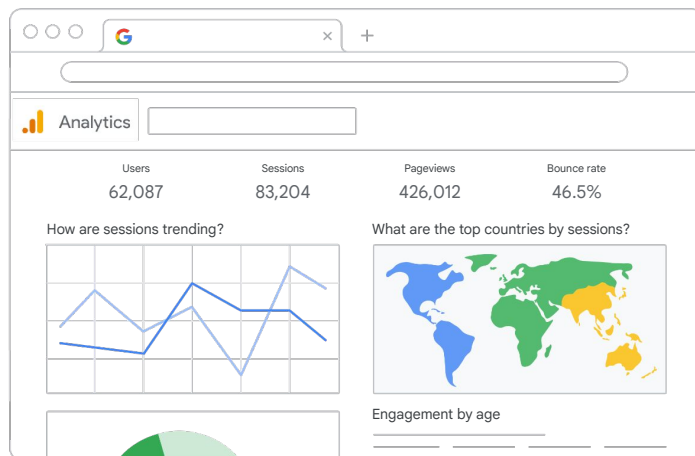 Analytics
Users Sessions Pageviews Bounce rate
62,087 83,204 426,012 46.5%
How are sessions trending? What are the top countries by sessions?
Engagement by age